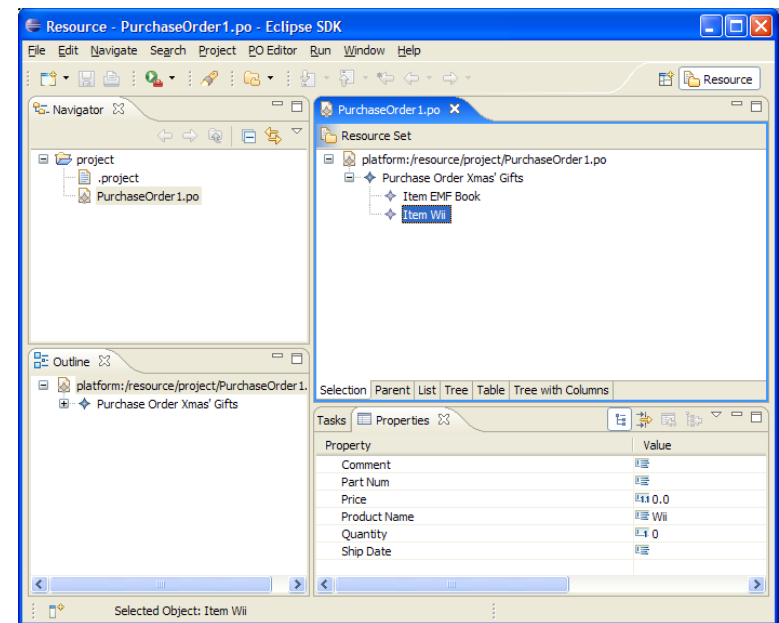 Resource - PurchaseOrder1.po - Eclipse SDK
File Edit Navigate Search Project PO Editor Run Window Help
Resource
Navigator
project
.project
PurchaseOrder1.po
PurchaseOrder1.po
Resource Set
platform:/resource/project/PurchaseOrder1.po
Purchase Order Xmas' Gifts
Item EMF Book
Item Wii
Selection Parent List Tree Table Tree with Columns
Outline
platform:/resource/project/PurchaseOrder1.
Purchase Order Xmas' Gifts
Tasks Properties
Property Value
Comment
Part Num
Price 0.0
Product Name Wii
Quantity 0
Ship Date
Selected Object: Item Wii